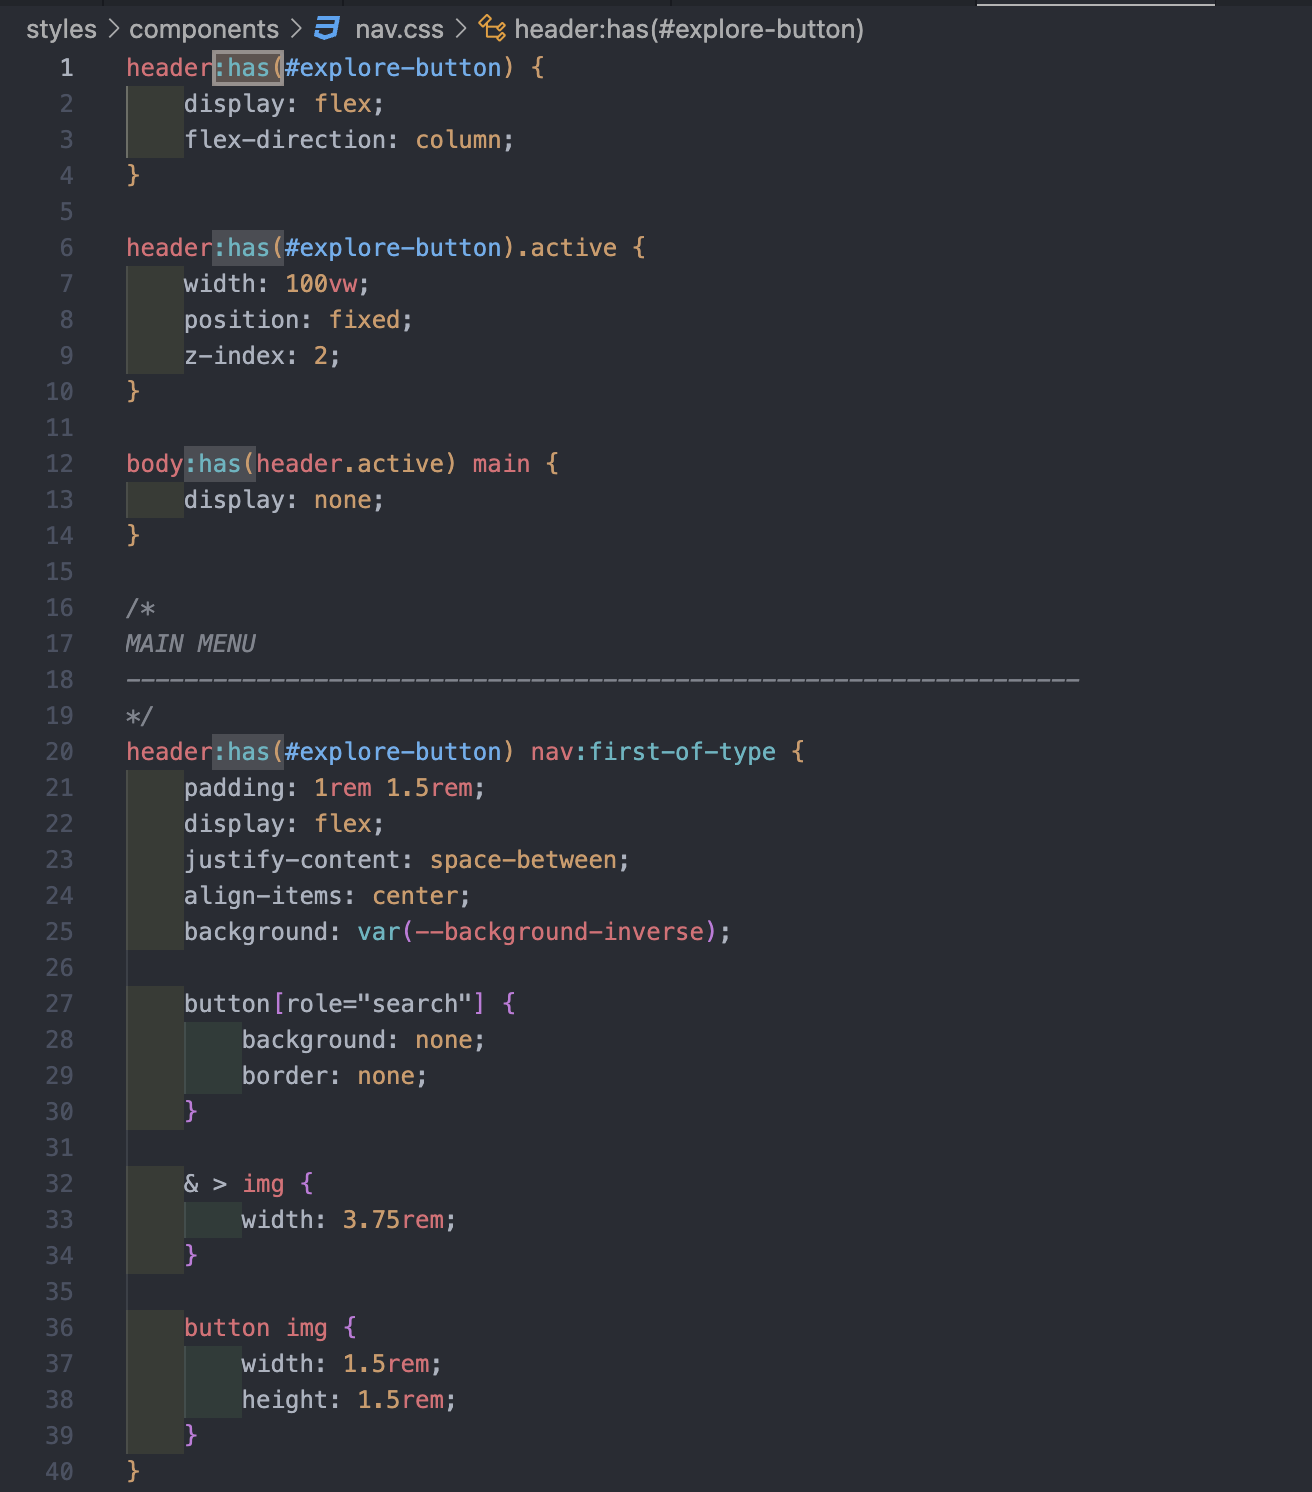 styles > components > nav.css > header:has(#explore-button)
1 header:has(#explore-button) {
2     display: flex;
3     flex-direction: column;
4 }
5
6 header:has(#explore-button).active {
7     width: 100vw;
8     position: fixed;
9     z-index: 2;
10 }
11
12 body:has(header.active) main {
13     display: none;
14 }
15
16 /*
17 MAIN MENU
18 ------------------------------------------------------------------
19 */
20 header:has(#explore-button) nav:first-of-type {
21     padding: 1rem 1.5rem;
22     display: flex;
23     justify-content: space-between;
24     align-items: center;
25     background: var(--background-inverse);
26
27     button[role="search"] {
28         background: none;
29         border: none;
30     }
31
32     & > img {
33         width: 3.75rem;
34     }
35
36     button img {
37         width: 1.5rem;
38         height: 1.5rem;
39     }
40 }